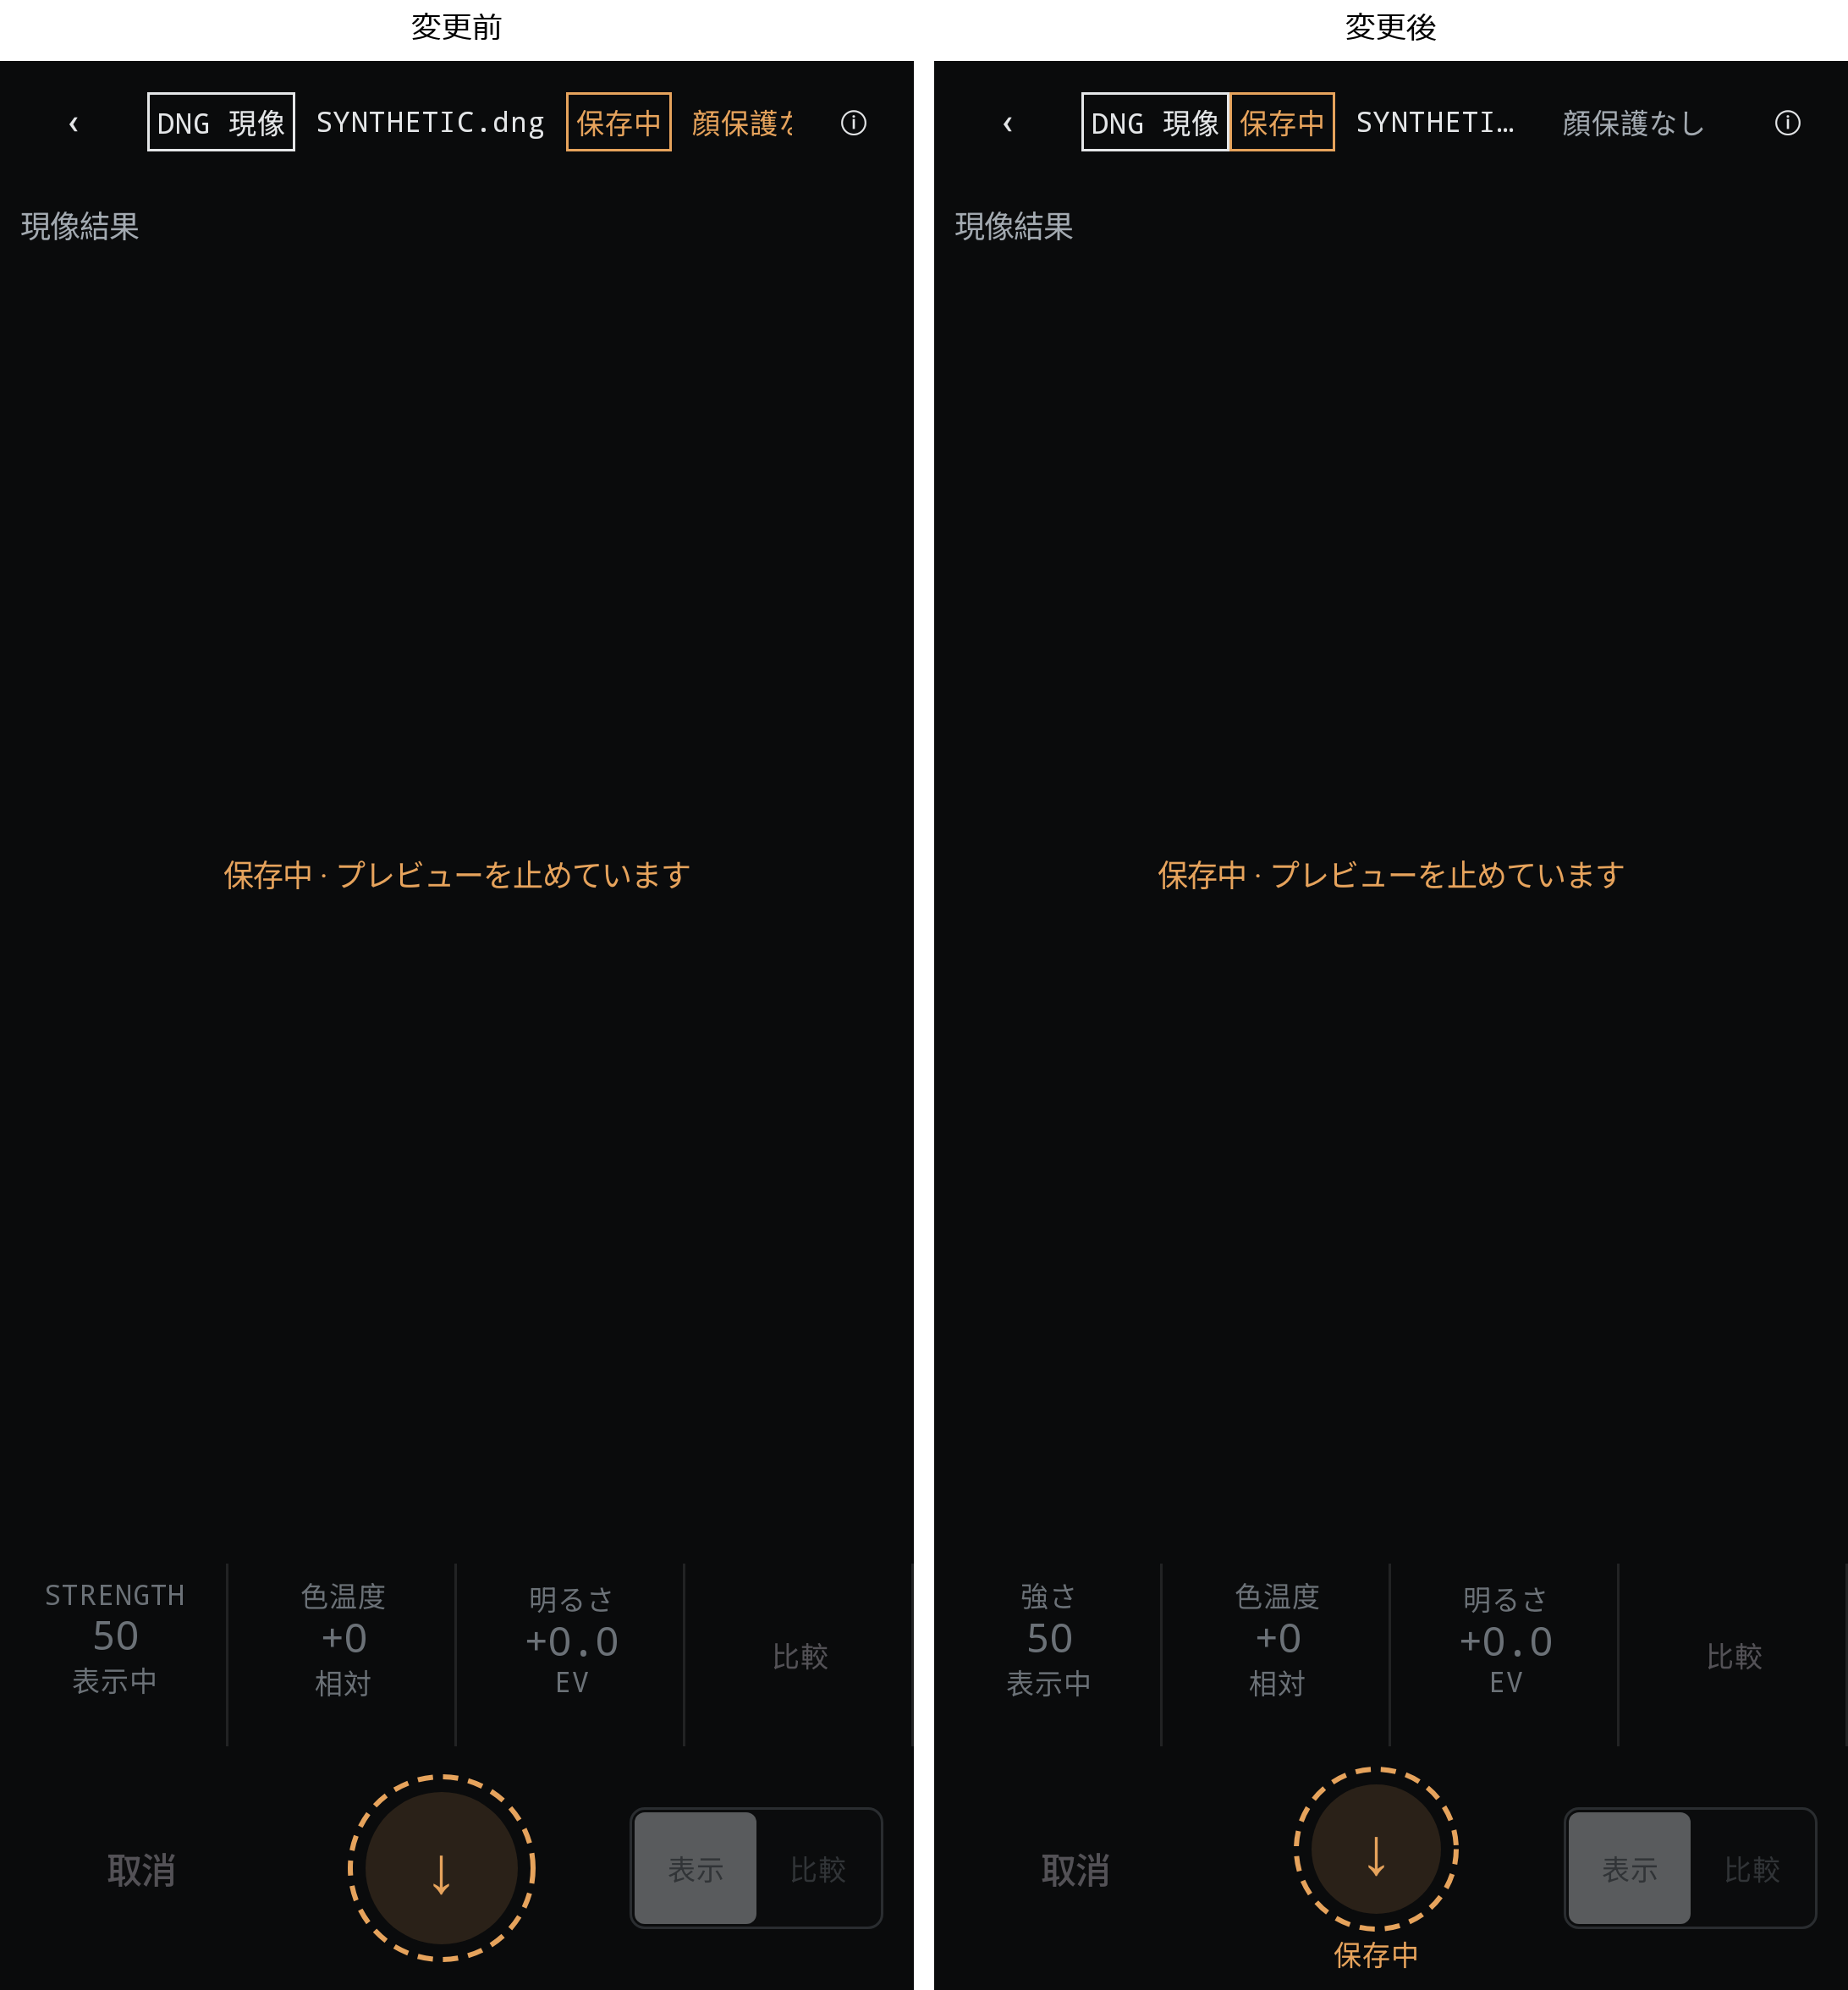 変更前
‹ DNG 現像 SYNTHETIC.dng 保存中 顔保護な ⓘ
現像結果
保存中 · プレビューを止めています
STRENGTH 色温度 明るさ
50 +0 +0.0 比較
表示中 相対 EV
取消 ↓ 表示 比較
変更後
‹ DNG 現像 保存中 SYNTHETI… 顔保護なし ⓘ
現像結果
保存中 · プレビューを止めています
強さ 色温度 明るさ
50 +0 +0.0 比較
表示中 相対 EV
取消 ↓ 表示 比較
保存中